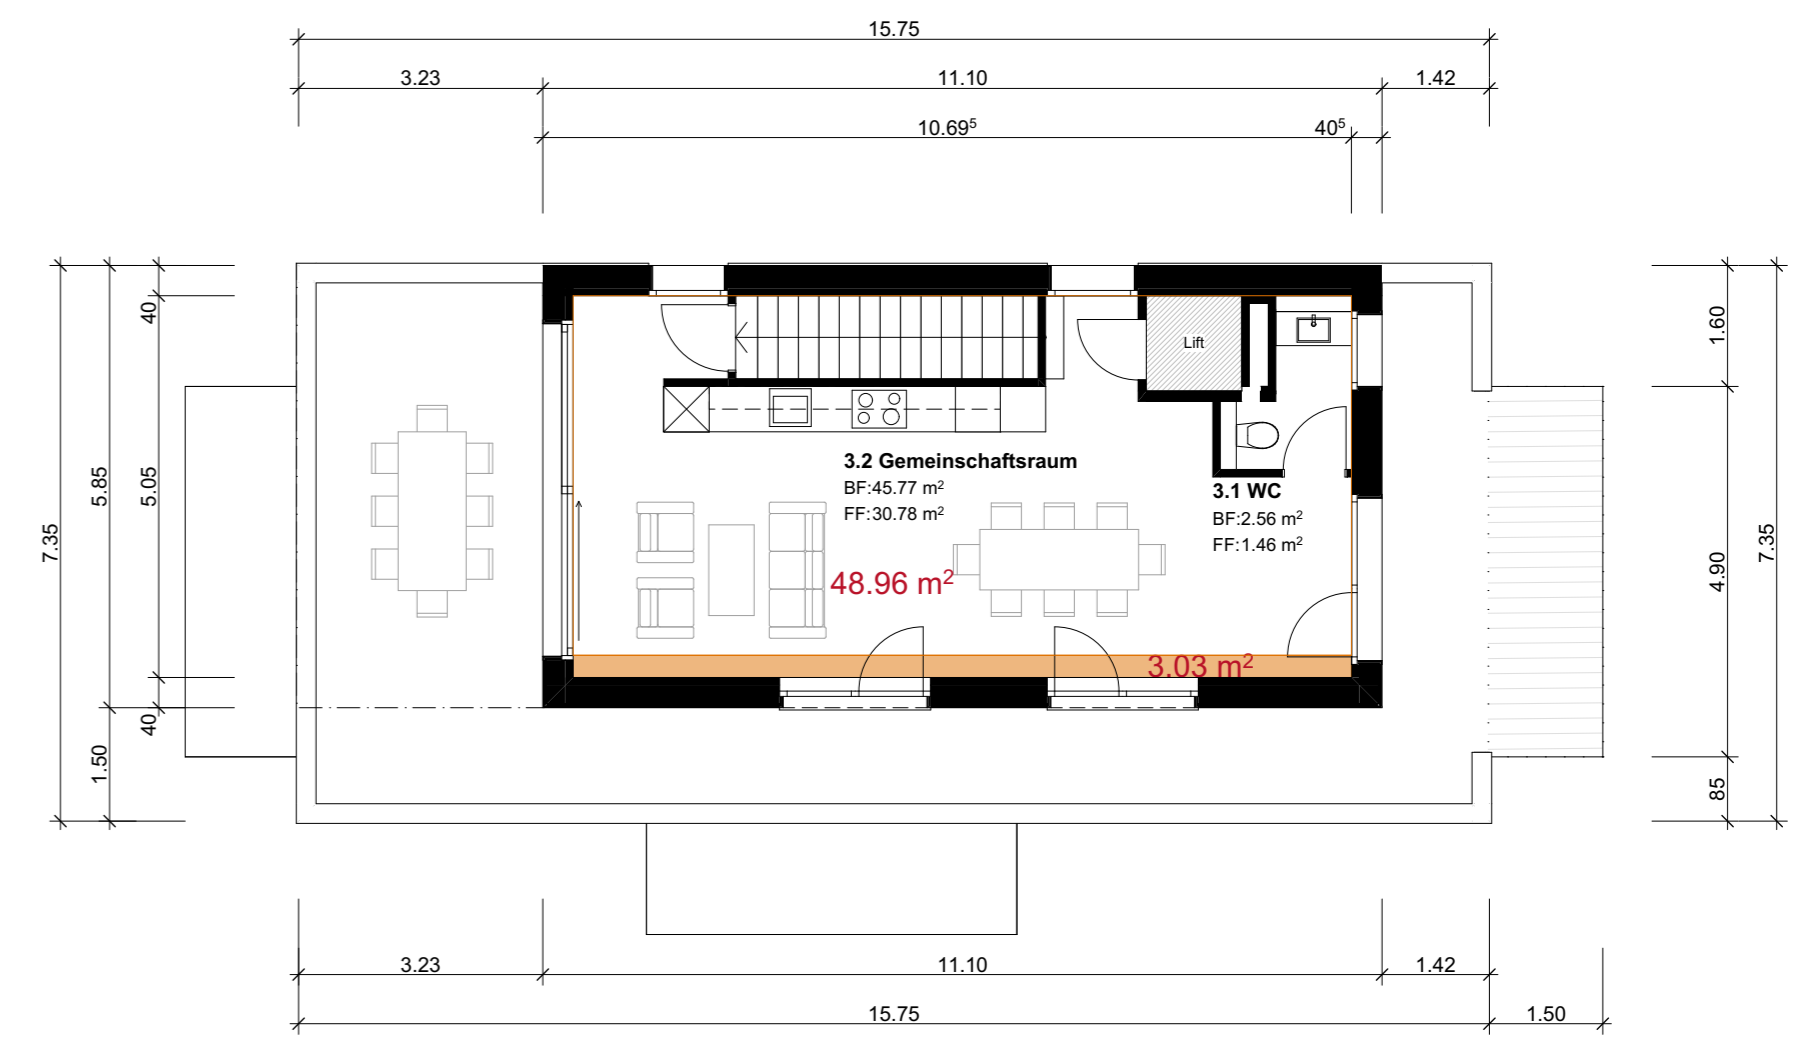 15.75
3.23 11.10 1.42
10.69⁵ 40⁵
40
5.05
40
5.85
1.50
7.35
Lift
3.2 Gemeinschaftsraum
BF:45.77 m²
FF:30.78 m²
3.1 WC
BF:2.56 m²
FF:1.46 m²
48.96 m²
3.03 m²
1.60
4.90
85
7.35
3.23 11.10 1.42
15.75 1.50